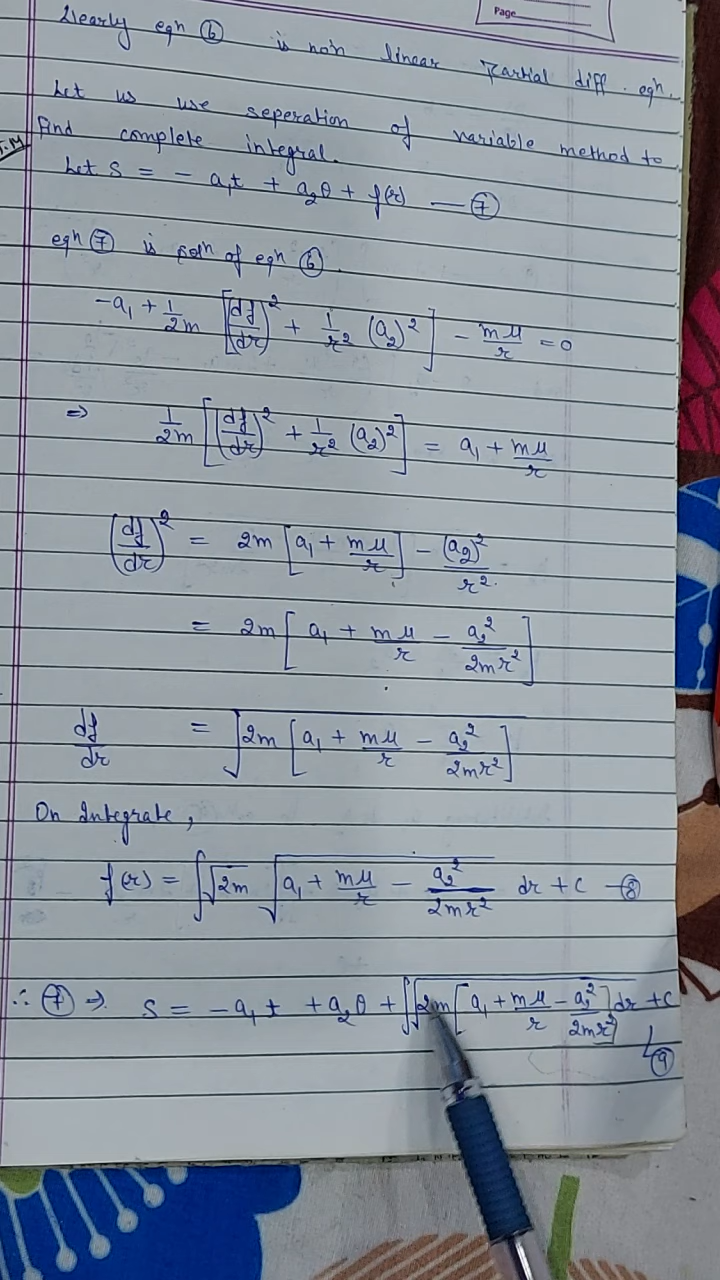 Page
Clearly eqn ⑥ is non linear Partial diff. eqn.
Let us use seperation of variable method to
find complete integral.
Let S = - a₁t + a₂θ + f(r) — ⑦
eqn ⑦ is soln of eqn ⑥.
-a₁ + 1/2m [(df/dr)² + 1/r² (a₂)²] - mμ/r = 0
⇒ 1/2m [(df/dr)² + 1/r² (a₂)²] = a₁ + mμ/r
(df/dr)² = 2m [a₁ + mμ/r] - (a₂)²/r²
= 2m [a₁ + mμ/r - a₂²/2mr²]
df/dr = √2m [a₁ + mμ/r - a₂²/2mr²]
On Integrate,
f(r) = ∫√2m √a₁ + mμ/r - a₂²/2mr² dr + c — ⑧
∴ ⑦ ⇒ S = -a₁t + a₂θ + ∫√2m[a₁ + mμ/r - a₂²/2mr²] dr + c
⑨